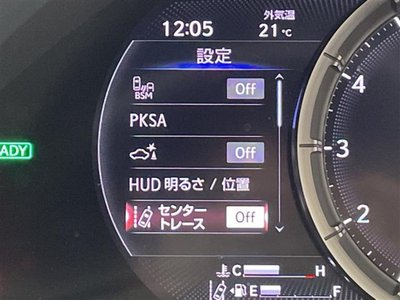 12:05
外気温
21℃
設定
BSM
Off
PKSA
Off
HUD 明るさ / 位置
センター
トレース
Off
EADY
4
3
2
C H
E F